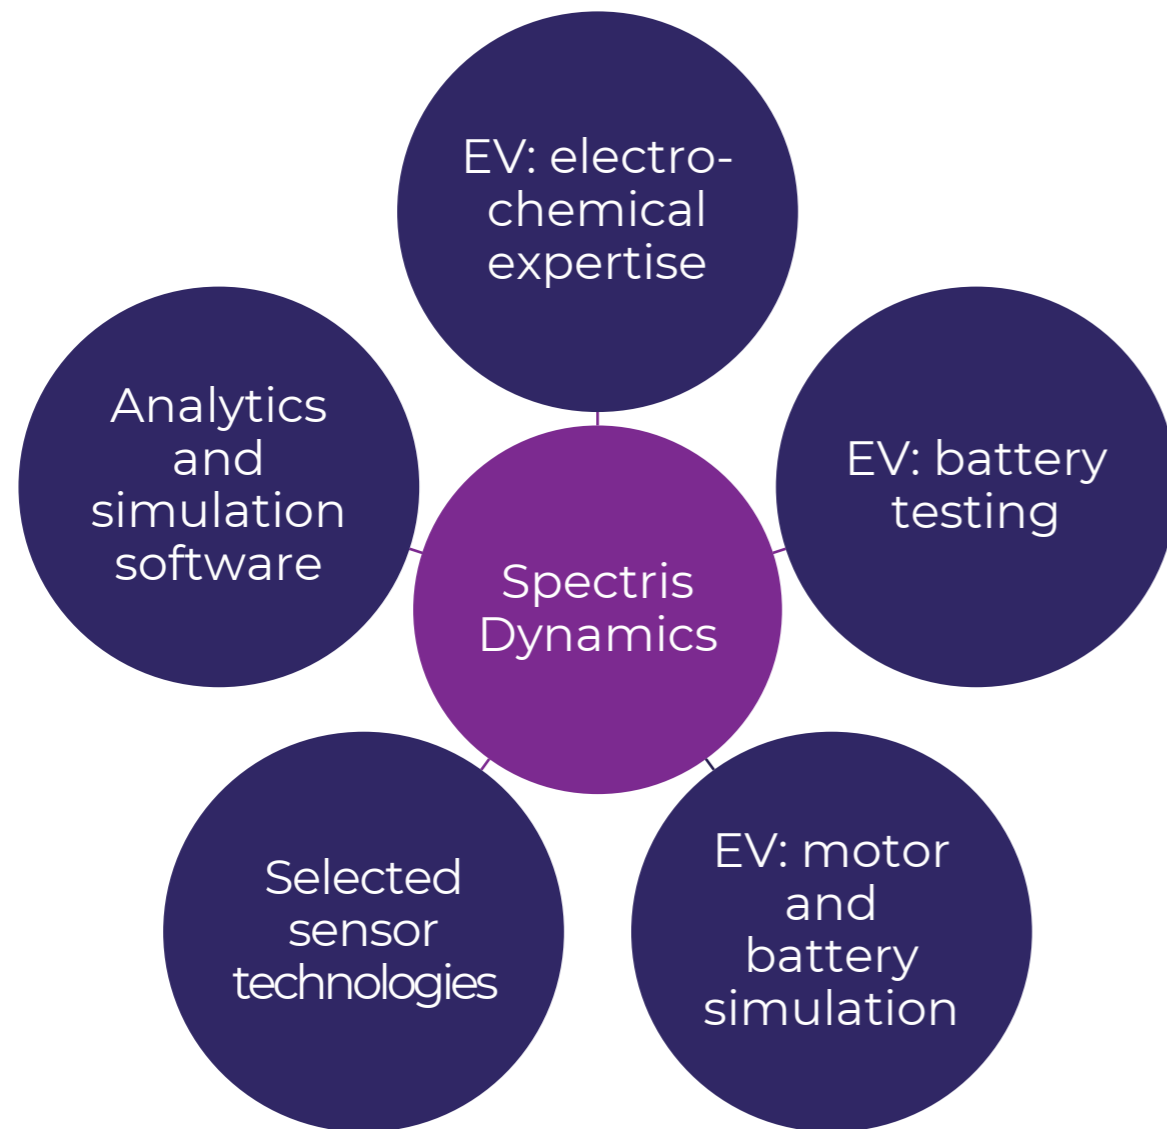 EV: electro-
chemical
expertise
Analytics
and
simulation
software
EV: battery
testing
Spectris
Dynamics
Selected
sensor
technologies
EV: motor
and
battery
simulation